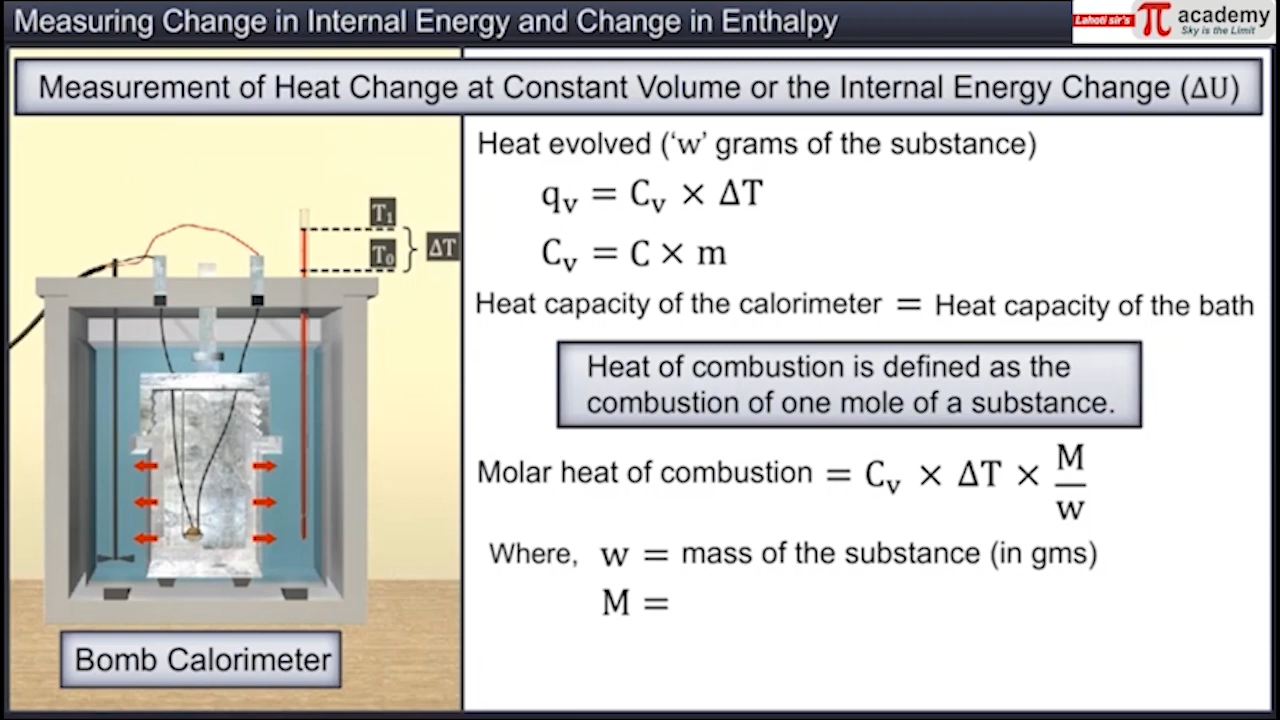 Measuring Change in Internal Energy and Change in Enthalpy
Lahoti sir's π academy
Sky is the Limit
Measurement of Heat Change at Constant Volume or the Internal Energy Change (ΔU)
Heat evolved (‘w’ grams of the substance)
qᵥ = Cᵥ × ΔT
Cᵥ = C × m
Heat capacity of the calorimeter = Heat capacity of the bath
Heat of combustion is defined as the
combustion of one mole of a substance.
Molar heat of combustion = Cᵥ × ΔT × M/w
Where, w = mass of the substance (in gms)
M =
T₁
T₀
ΔT
Bomb Calorimeter